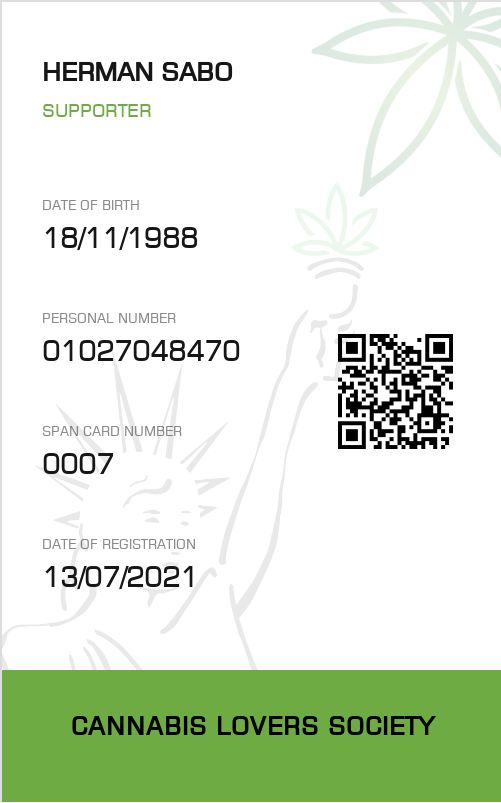 HERMAN SABO
SUPPORTER
DATE OF BIRTH
18/11/1988
PERSONAL NUMBER
01027048470
SPAN CARD NUMBER
0007
DATE OF REGISTRATION
13/07/2021
CANNABIS LOVERS SOCIETY